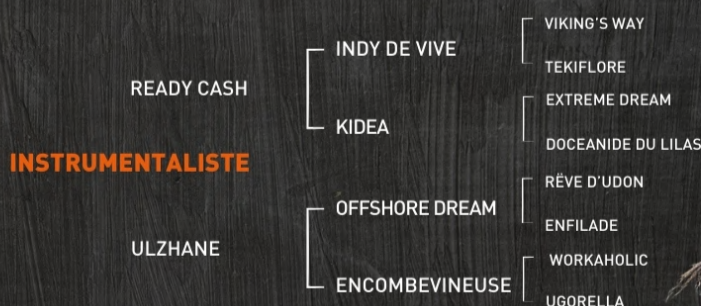 VIKING'S WAY
INDY DE VIVE
TEKIFLORE
READY CASH
EXTREME DREAM
KIDEA
DOCEANIDE DU LILAS
INSTRUMENTALISTE
RÊVE D'UDON
OFFSHORE DREAM
ENFILADE
ULZHANE
WORKAHOLIC
ENCOMBEVINEUSE
UGORELLA